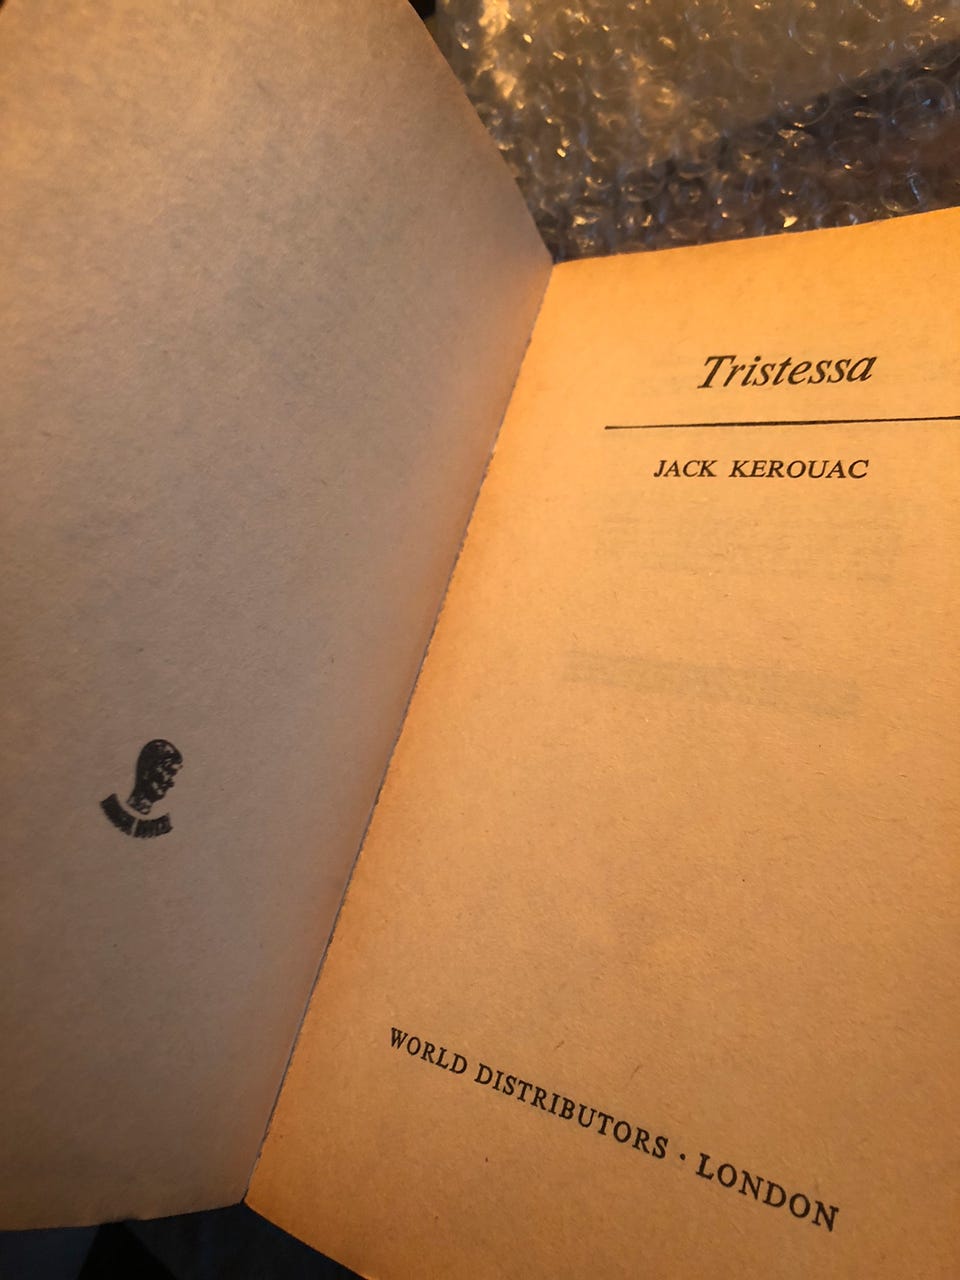 Tristessa
JACK KEROUAC
WORLD DISTRIBUTORS · LONDON